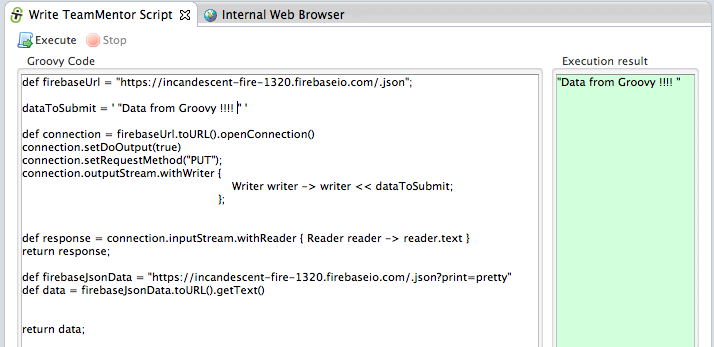 Write TeamMentor Script Internal Web Browser
Execute Stop
Groovy Code Execution result
def firebaseUrl = "https://incandescent-fire-1320.firebaseio.com/.json"; "Data from Groovy !!!! "
dataToSubmit = ' "Data from Groovy !!!! " '
def connection = firebaseUrl.toURL().openConnection()
connection.setDoOutput(true)
connection.setRequestMethod("PUT");
connection.outputStream.withWriter {
Writer writer -> writer << dataToSubmit;
};
def response = connection.inputStream.withReader { Reader reader -> reader.text }
return response;
def firebaseJsonData = "https://incandescent-fire-1320.firebaseio.com/.json?print=pretty"
def data = firebaseJsonData.toURL().getText()
return data;